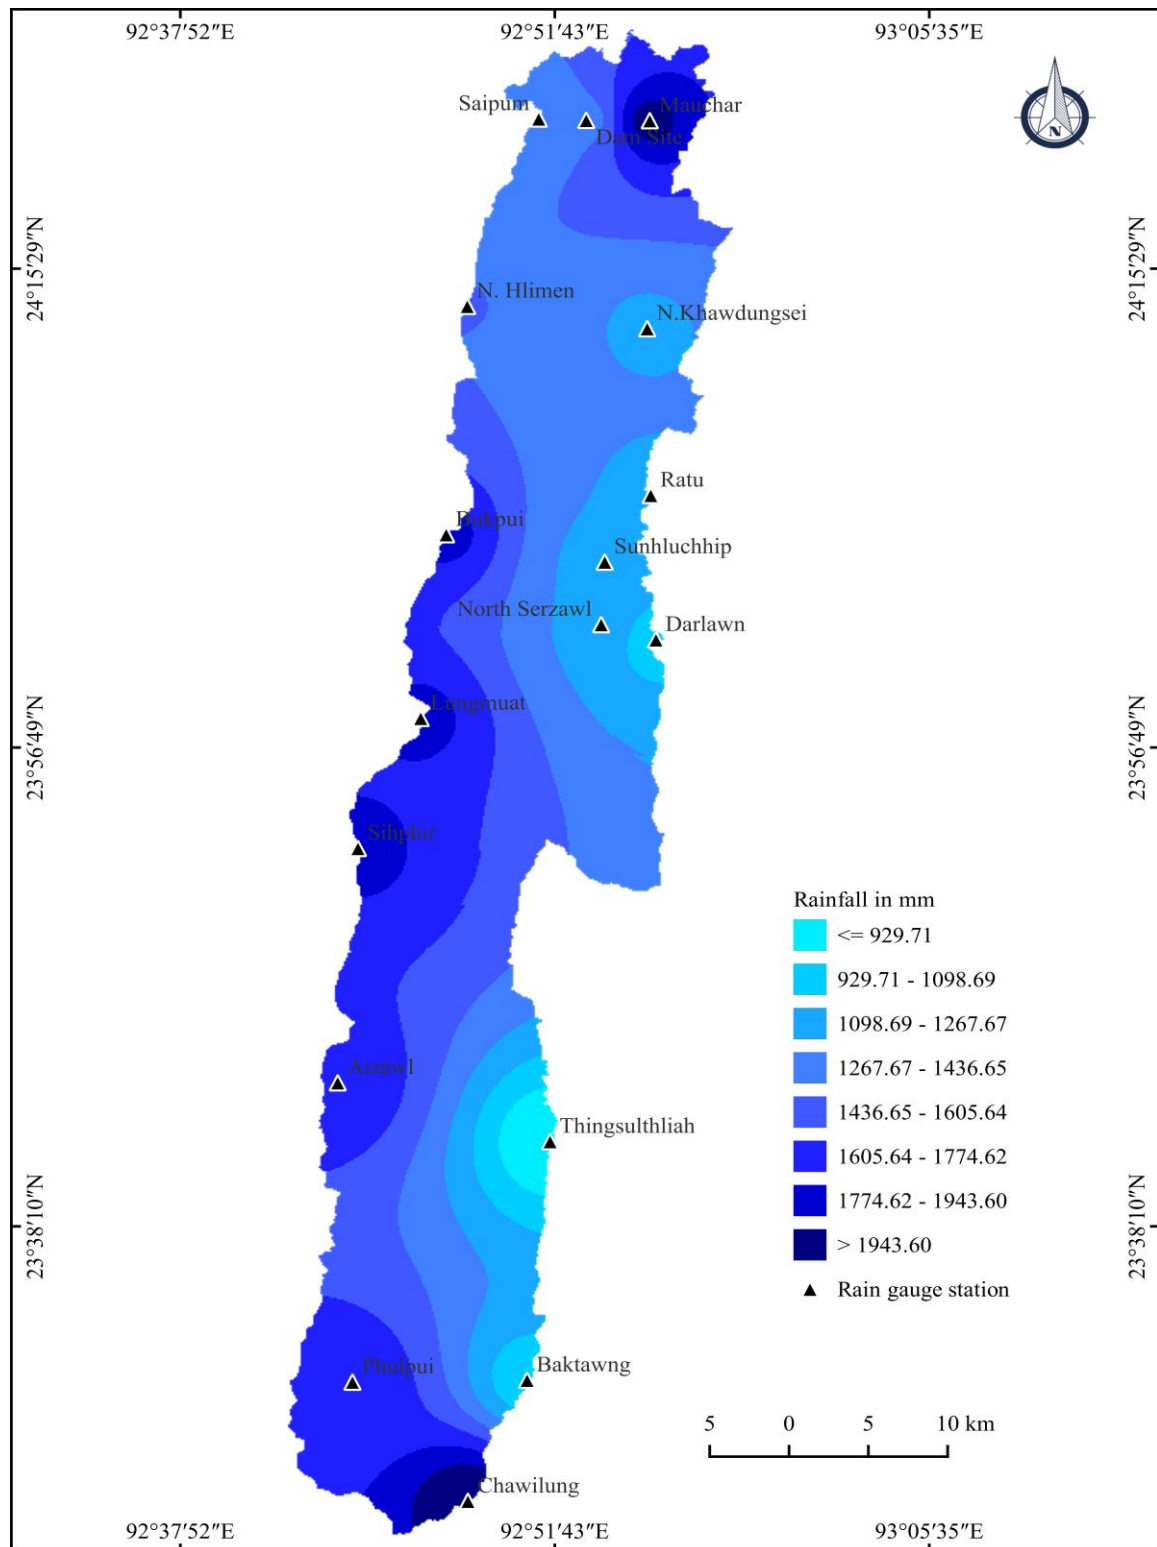 92°37′52″E 92°51′43″E 93°05′35″E
Saipum
Mauchar
Dam Site
N
24°15′29″N 24°15′29″N
N. Hlimen
N.Khawdungsei
Ratu
Bukpui
Sunhluchhip
North Serzawl
Darlawn
Lungmuat
23°56′49″N 23°56′49″N
Sihphir
Rainfall in mm
<= 929.71
929.71 - 1098.69
1098.69 - 1267.67
1267.67 - 1436.65
1436.65 - 1605.64
1605.64 - 1774.62
1774.62 - 1943.60
> 1943.60
Rain gauge station
Aizawl
Thingsulthliah
23°38′10″N 23°38′10″N
Phulpui
Baktawng
5 0 5 10 km
Chawilung
92°37′52″E 92°51′43″E 93°05′35″E